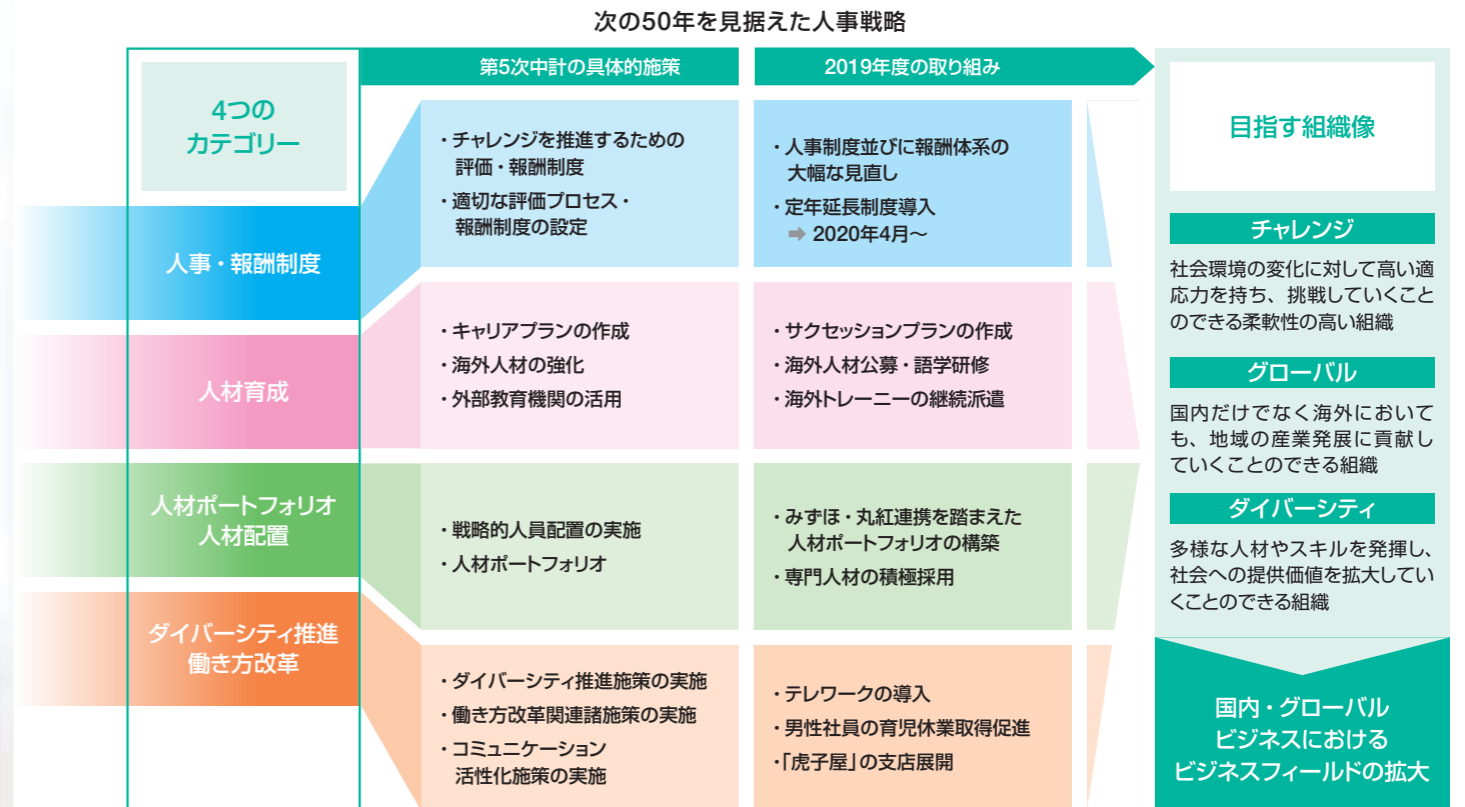 次の50年を見据えた人事戦略
4つの
カテゴリー
第5次中計の具体的施策
2019年度の取り組み
目指す組織像
人事・報酬制度
・チャレンジを推進するための
評価・報酬制度
・適切な評価プロセス・
報酬制度の設定
・人事制度並びに報酬体系の
大幅な見直し
・定年延長制度導入
➡ 2020年4月〜
人材育成
・キャリアプランの作成
・海外人材の強化
・外部教育機関の活用
・サクセッションプランの作成
・海外人材公募・語学研修
・海外トレーニーの継続派遣
人材ポートフォリオ
人材配置
・戦略的人員配置の実施
・人材ポートフォリオ
・みずほ・丸紅連携を踏まえた
人材ポートフォリオの構築
・専門人材の積極採用
ダイバーシティ推進
働き方改革
・ダイバーシティ推進施策の実施
・働き方改革関連諸施策の実施
・コミュニケーション
活性化施策の実施
・テレワークの導入
・男性社員の育児休業取得促進
・「虎子屋」の支店展開
チャレンジ
社会環境の変化に対して高い適
応力を持ち、挑戦していくこと
のできる柔軟性の高い組織
グローバル
国内だけでなく海外において
も、地域の産業発展に貢献し
ていくことのできる組織
ダイバーシティ
多様な人材やスキルを発揮し、
社会への提供価値を拡大してい
くことのできる組織
国内・グローバル
ビジネスにおける
ビジネスフィールドの拡大